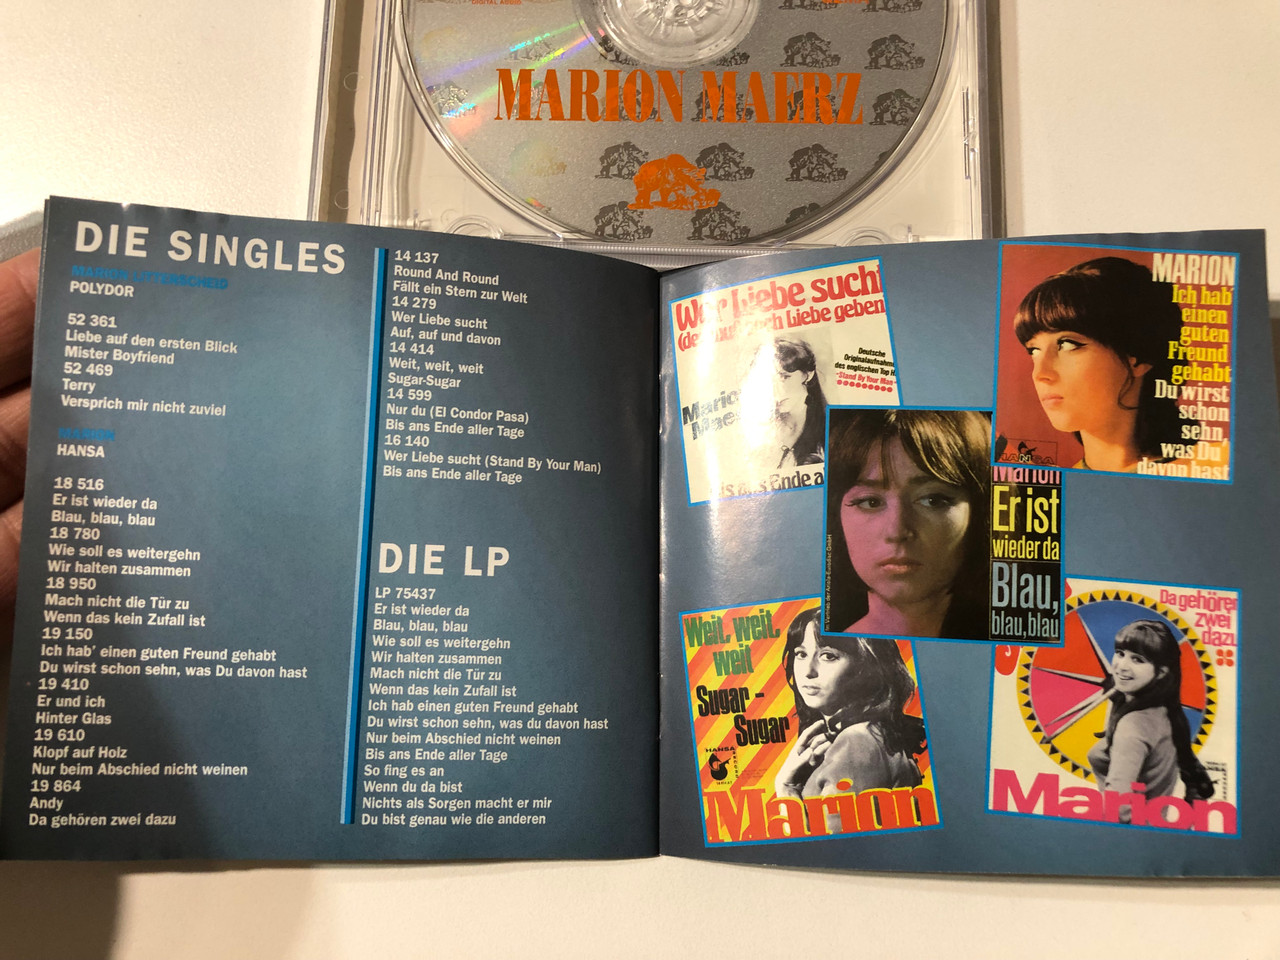 DIGITAL AUDIO
MARION MAERZ
DIE SINGLES
MARION LITTERSCHEID
POLYDOR
52 361
Liebe auf den ersten Blick
Mister Boyfriend
52 469
Terry
Versprich mir nicht zuviel
MARION
HANSA
18 516
Er ist wieder da
Blau, blau, blau
18 780
Wie soll es weitergehn
Wir halten zusammen
18 950
Mach nicht die Tür zu
Wenn das kein Zufall ist
19 150
Ich hab' einen guten Freund gehabt
Du wirst schon sehn, was Du davon hast
19 410
Er und ich
Hinter Glas
19 610
Klopf auf Holz
Nur beim Abschied nicht weinen
19 864
Andy
Da gehören zwei dazu
14 137
Round And Round
Fällt ein Stern zur Welt
14 279
Wer Liebe sucht
Auf, auf und davon
14 414
Weit, weit, weit
Sugar-Sugar
14 599
Nur du (El Condor Pasa)
Bis ans Ende aller Tage
16 140
Wer Liebe sucht (Stand By Your Man)
Bis ans Ende aller Tage
DIE LP
LP 75437
Er ist wieder da
Blau, blau, blau
Wie soll es weitergehn
Wir halten zusammen
Mach nicht die Tür zu
Wenn das kein Zufall ist
Ich hab einen guten Freund gehabt
Du wirst schon sehn, was du davon hast
Nur beim Abschied nicht weinen
Bis ans Ende aller Tage
So fing es an
Wenn du da bist
Nichts als Sorgen macht er mir
Du bist genau wie die anderen
Liebe sucht
Liebe geben
Deutsche
Originalaufnahme
des englischen Top
-Stand By Your Man-
Ende
MARION
Ich hab'
einen
guten
Freund
gehabt
Du wirst
schon
sehn,
was Du
davon hast
Marion
Er ist
wieder da
Blau,
blau, blau
Weit, weit,
weit
Sugar -
Sugar
HANSA
Marion
Da gehören
zwei
dazu
Marion